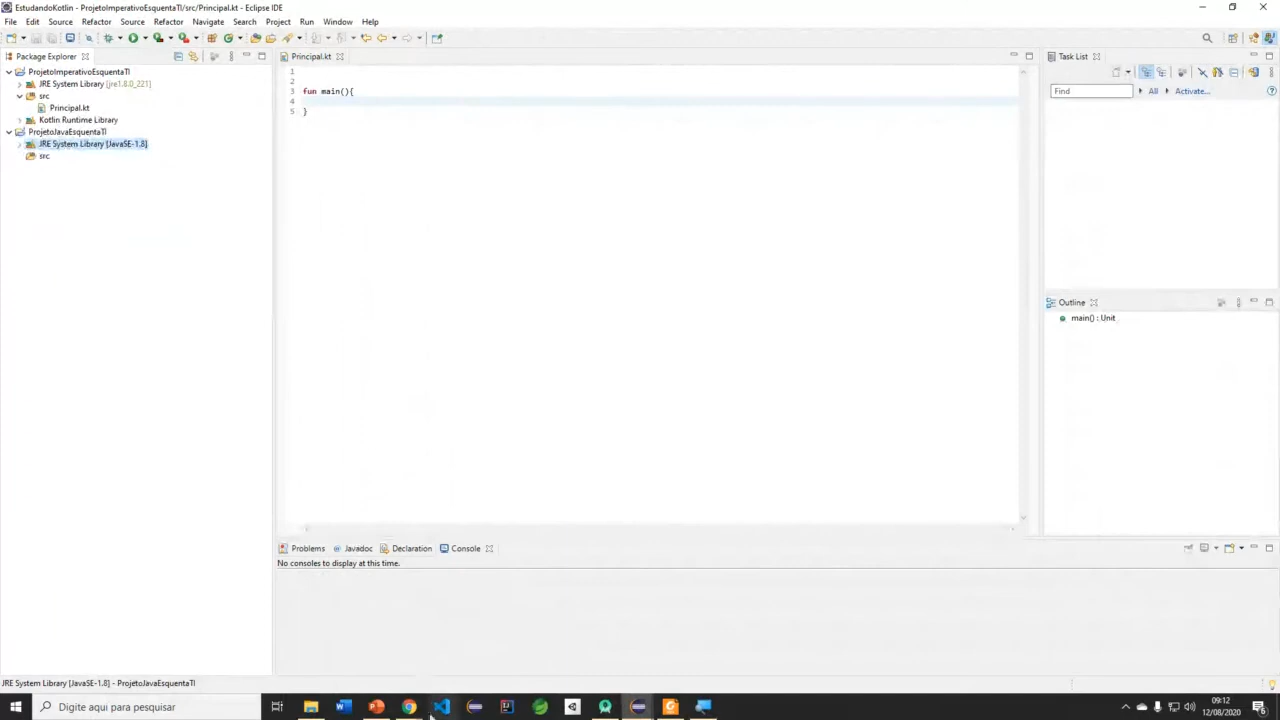 EstudandoKotlin - ProjetoImperativoEsquentaTI/src/Principal.kt - Eclipse IDE
File Edit Source Refactor Source Refactor Navigate Search Project Run Window Help
Package Explorer
Principal.kt
Task List
ProjetoImperativoEsquentaTI
JRE System Library [jre1.8.0_221]
src
Principal.kt
Kotlin Runtime Library
ProjetoJavaEsquentaTI
JRE System Library [JavaSE-1.8]
src
1
2
3 fun main(){
4
5 }
Find All Activate...
Outline
main() : Unit
Problems Javadoc Declaration Console
No consoles to display at this time.
JRE System Library [JavaSE-1.8] - ProjetoJavaEsquentaTI
Digite aqui para pesquisar
09:12
12/08/2020